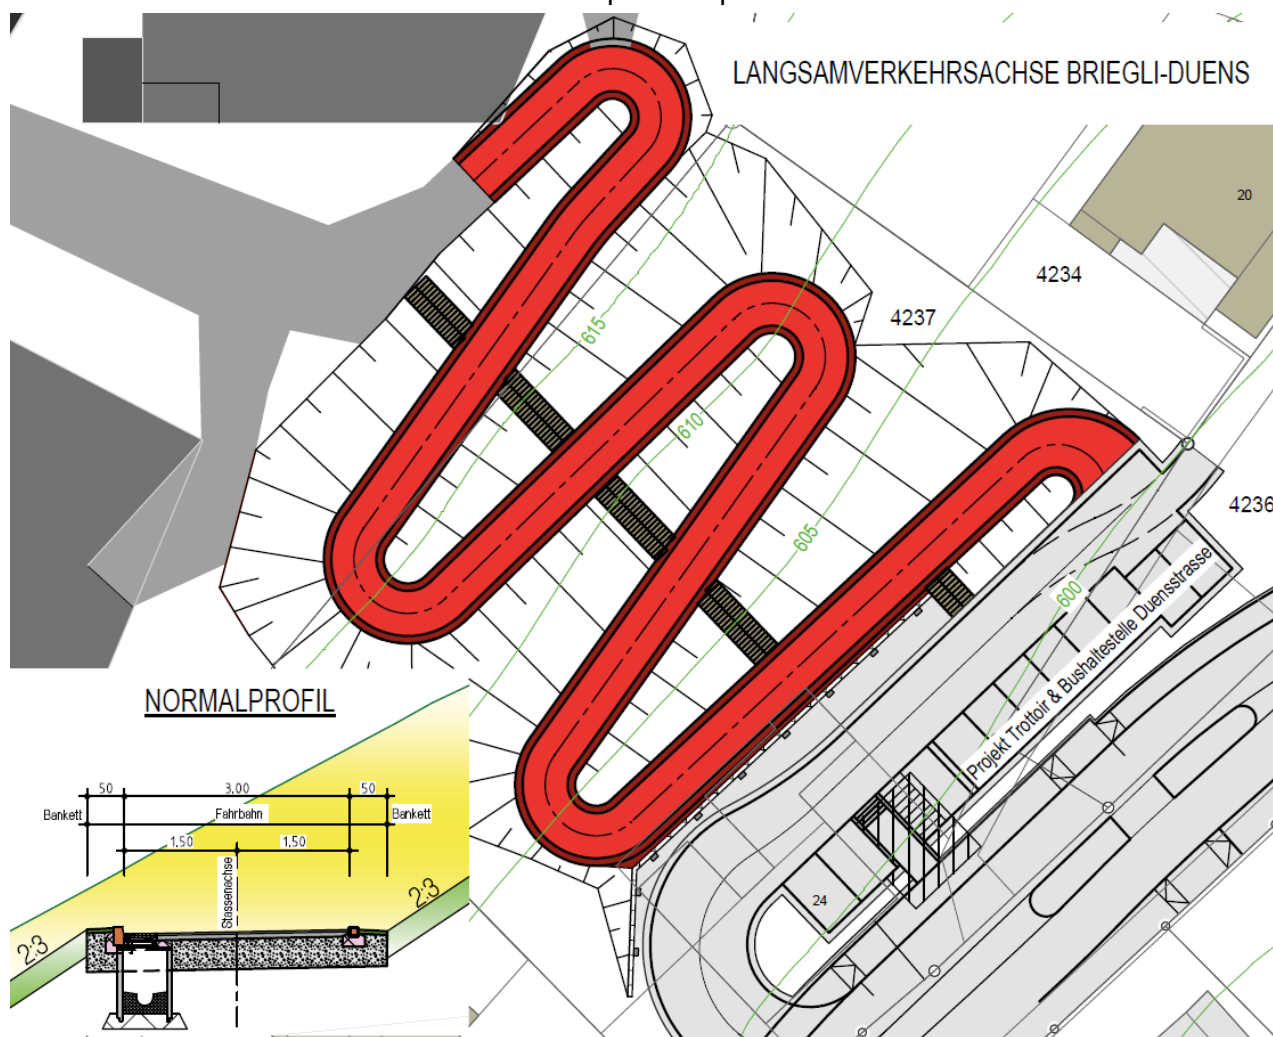 LANGSAMVERKEHRSACHSE BRIEGLI-DUENS
20
4234
4237
615
610
605
4236
600
Projekt Trottoir & Bushaltestelle Duensstrasse
24
NORMALPROFIL
50
3.00
50
Bankett
Fahrbahn
Bankett
1.50
1.50
Stassenachse
2:3
2:3